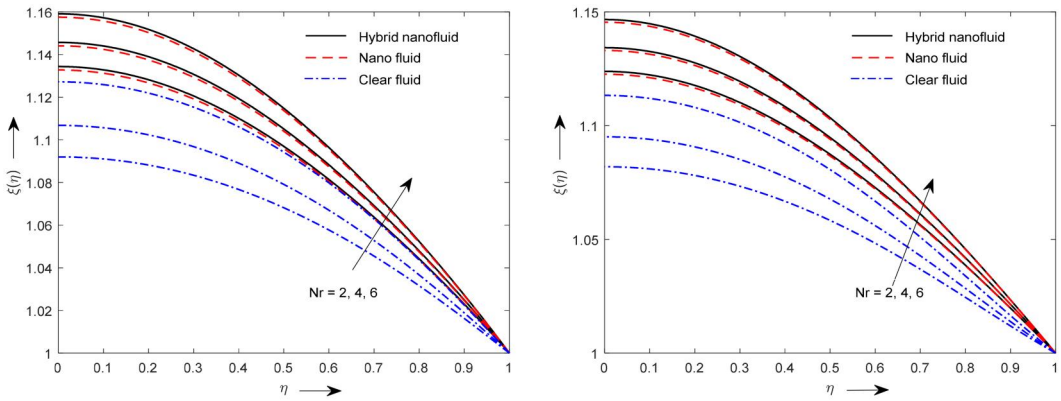 1.16
1.14
1.12
1.1
1.08
1.06
1.04
1.02
1
ξ(η)
Hybrid nanofluid
Nano fluid
Clear fluid
Nr = 2, 4, 6
0 0.1 0.2 0.3 0.4 0.5 0.6 0.7 0.8 0.9 1
η
1.15
1.1
1.05
1
ξ(η)
Hybrid nanofluid
Nano fluid
Clear fluid
Nr = 2, 4, 6
0 0.1 0.2 0.3 0.4 0.5 0.6 0.7 0.8 0.9 1
η